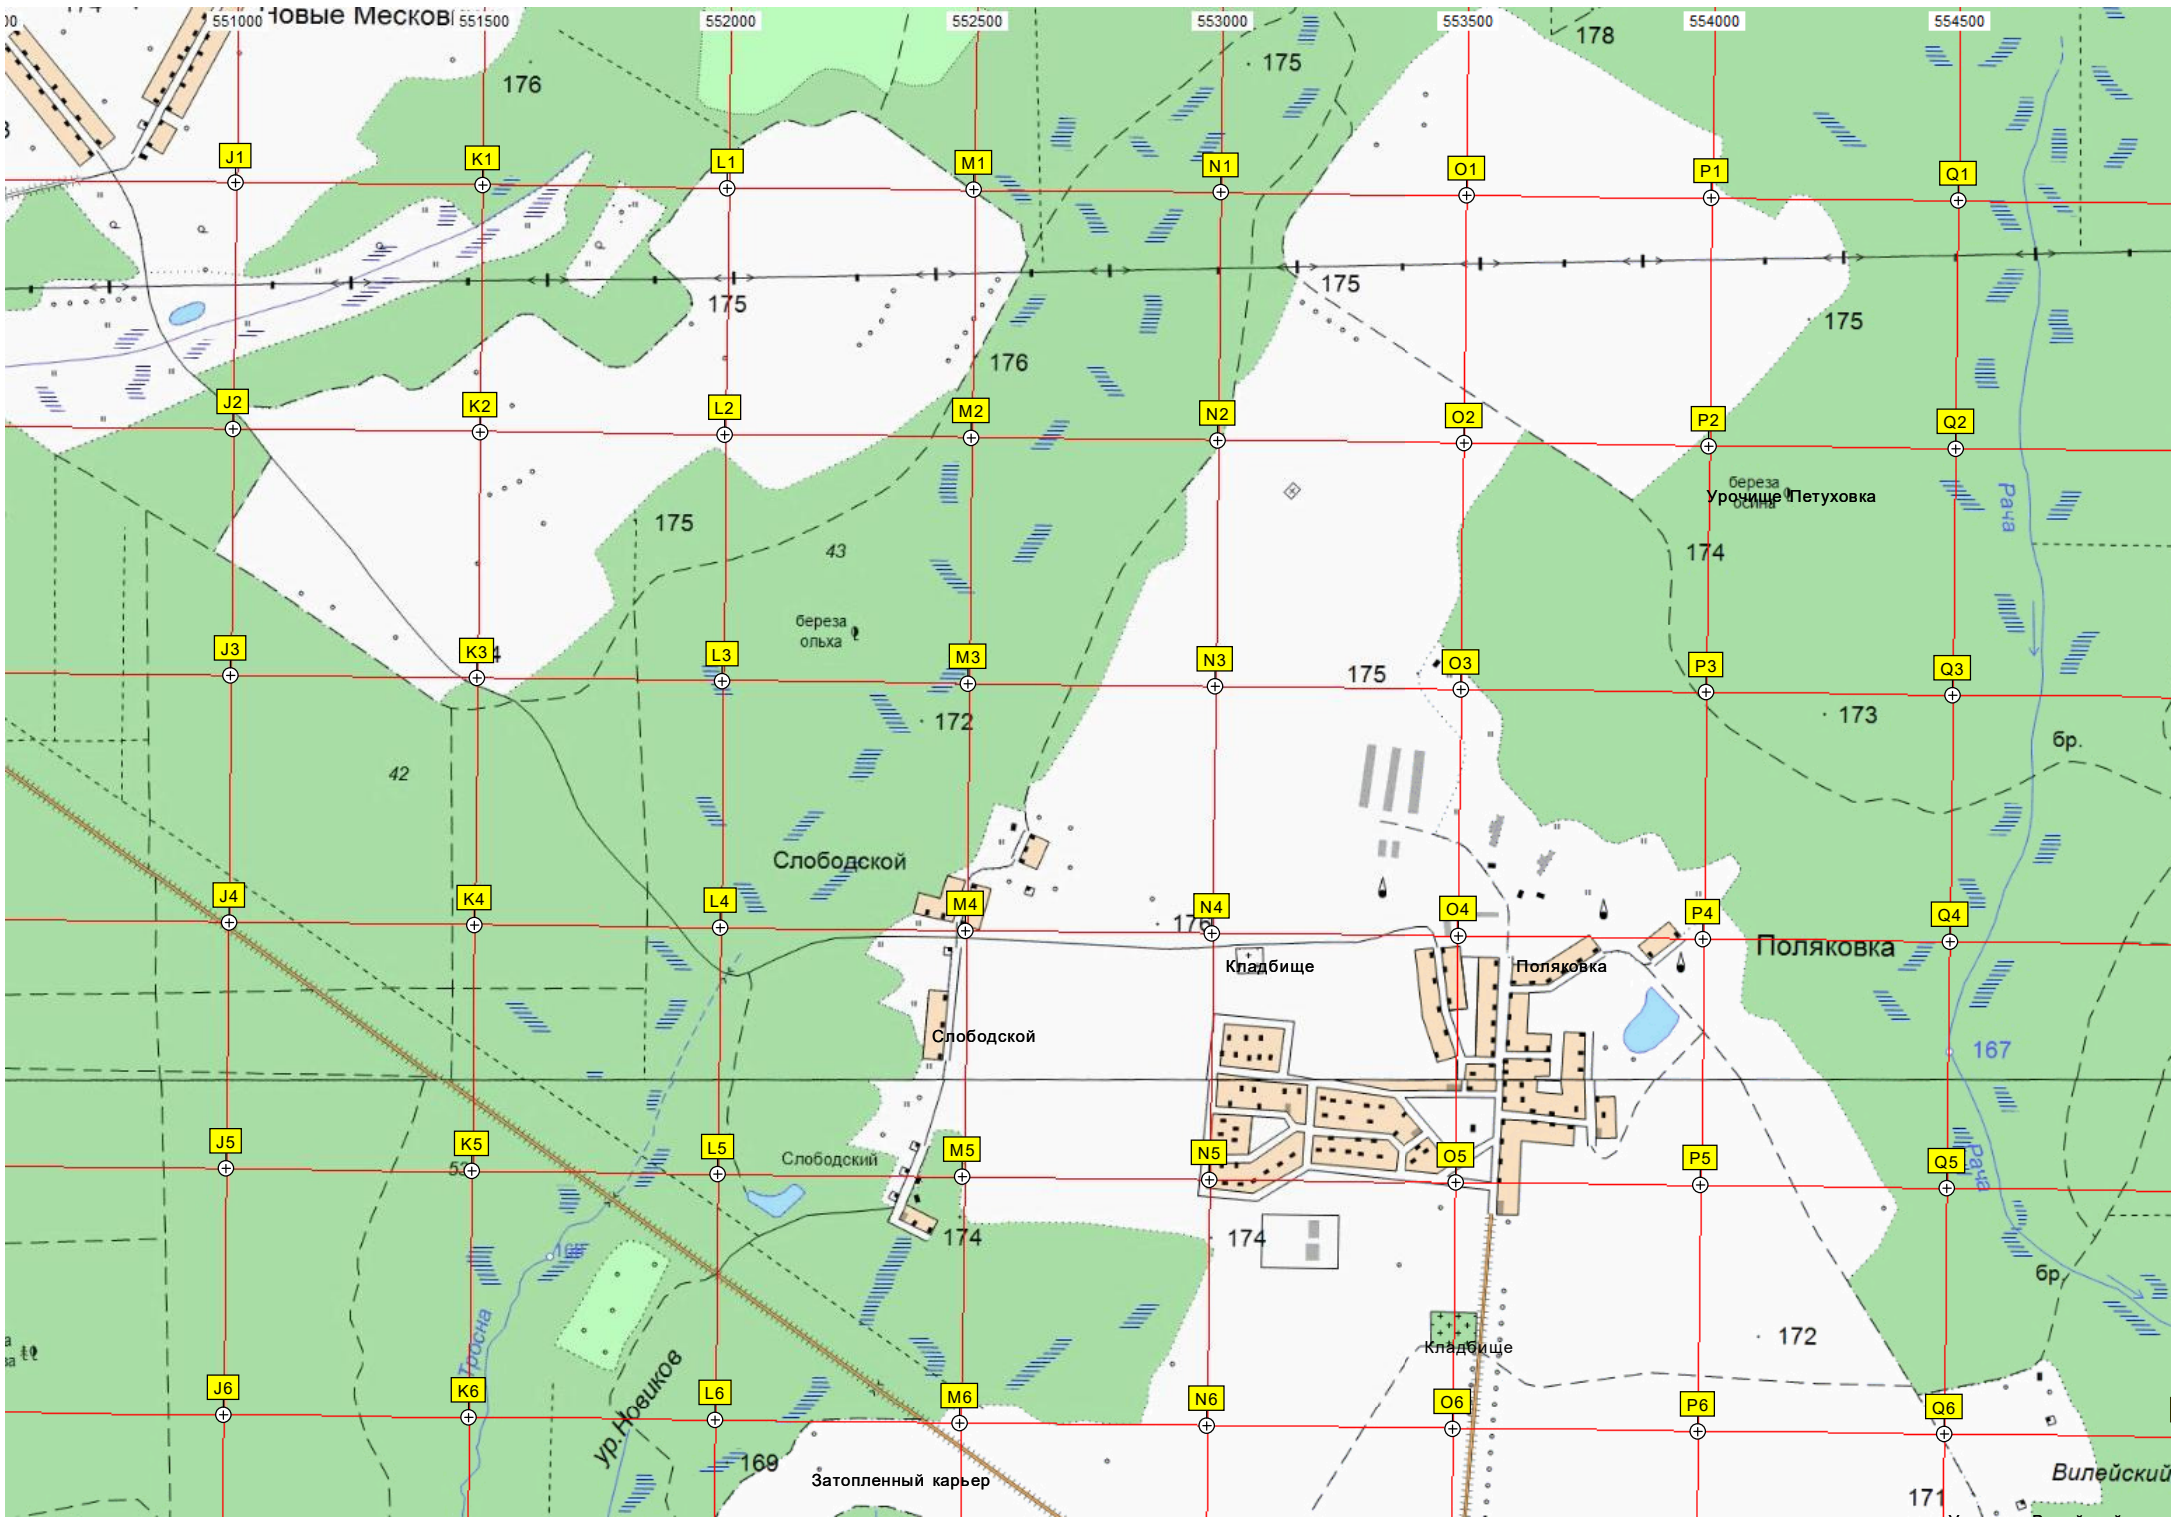 551000 551500 552000 552500 553000 553500 554000 554500
178
175
176
J1 K1 L1 M1 N1 O1 P1 Q1
175
175
175
176
J2 K2 L2 M2 N2 O2 P2 Q2
береза
осина
Урочище Петуховка
Рача
175
43
174
береза
ольха
J3 K3 L3 M3 N3 O3 P3 Q3
175
172
173
бр.
42
Слободской
J4 K4 L4 M4 N4 O4 P4 Q4
176
Поляковка
Кладбище
Поляковка
Слободской
167
J5 K5 L5 M5 N5 O5 P5 Q5
Слободский
Рача
174
174
бр.
Тросна
172
Кладбище
ур.Новиков
J6 K6 L6 M6 N6 O6 P6 Q6
169
Затопленный карьер
Вилейский
171